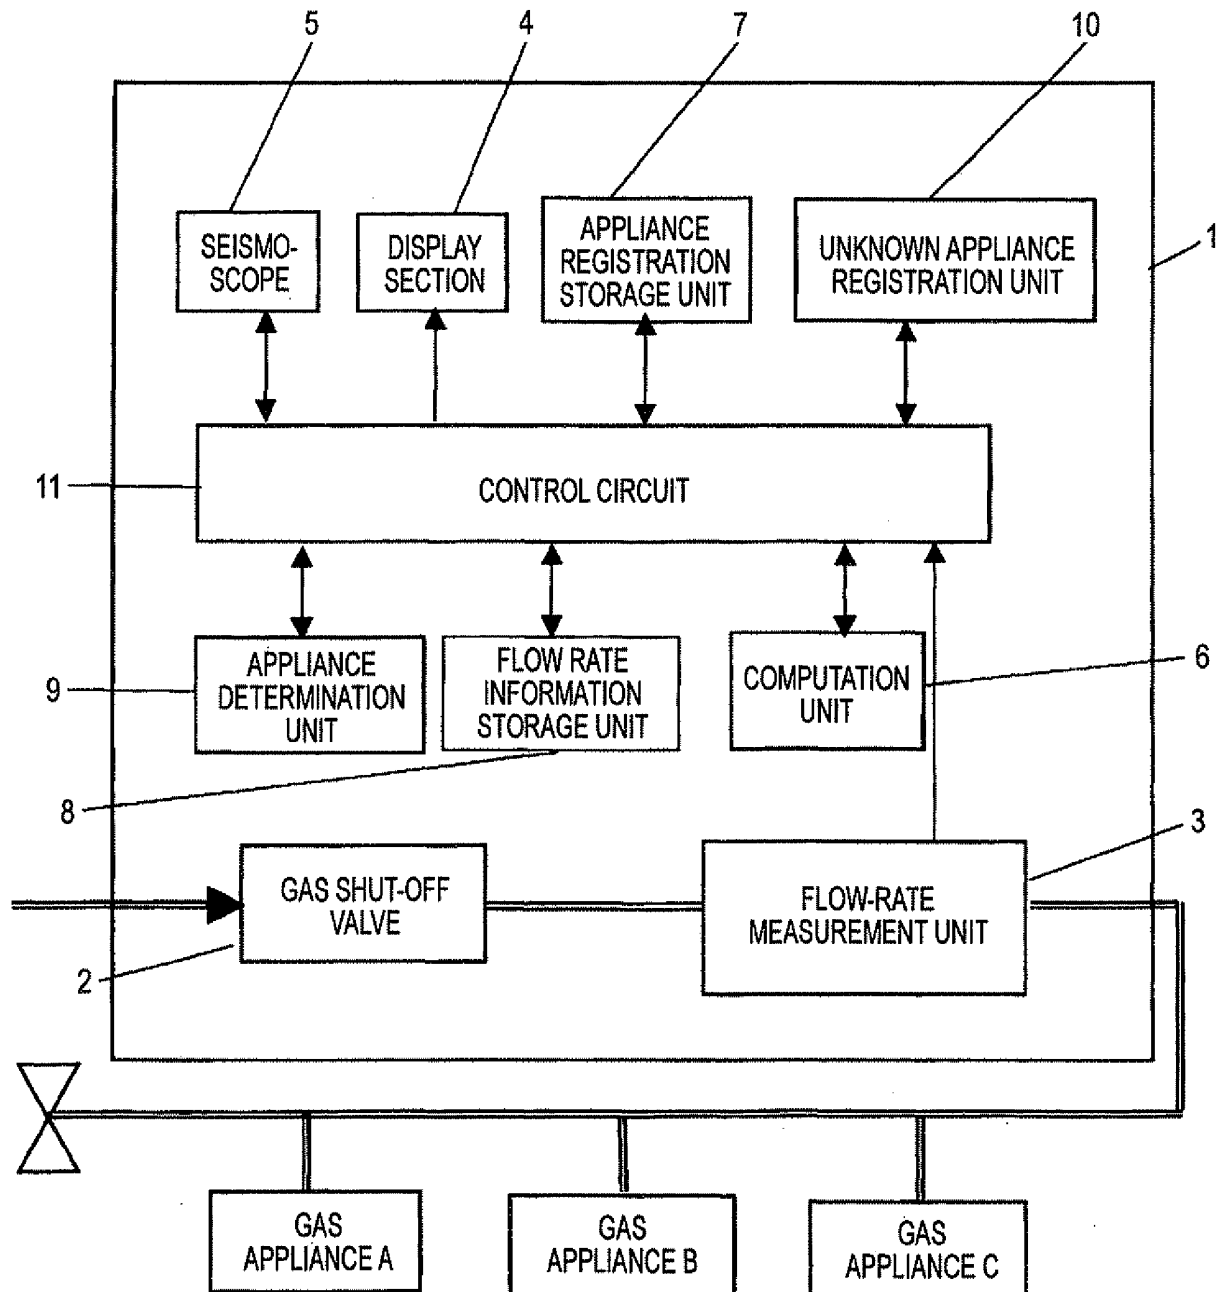 5
4
7
10
SEISMO-
SCOPE
DISPLAY
SECTION
APPLIANCE
REGISTRATION
STORAGE UNIT
UNKNOWN APPLIANCE
REGISTRATION UNIT
1
11
CONTROL CIRCUIT
9
APPLIANCE
DETERMINATION
UNIT
FLOW RATE
INFORMATION
STORAGE UNIT
COMPUTATION
UNIT
6
8
3
GAS SHUT-OFF
VALVE
FLOW-RATE
MEASUREMENT UNIT
2
GAS
APPLIANCE A
GAS
APPLIANCE B
GAS
APPLIANCE C